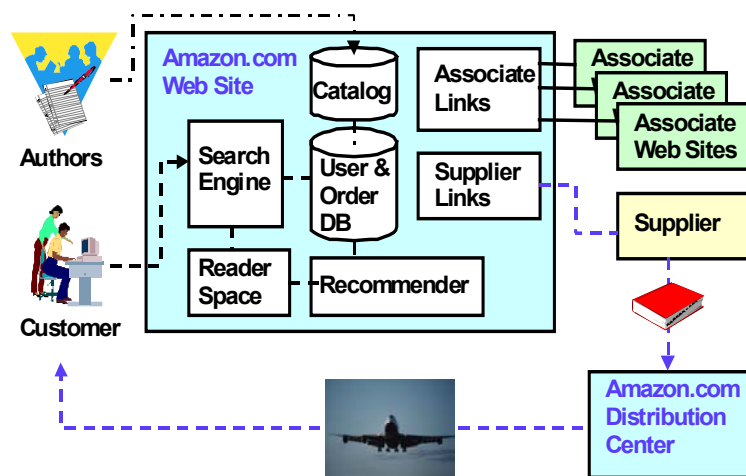 Amazon.com
Web Site
Catalog
Associate
Links
Associate
Associate
Associate
Web Sites
Authors
Search
Engine
User &
Order
DB
Supplier
Links
Supplier
Reader
Space
Recommender
Customer
Amazon.com
Distribution
Center